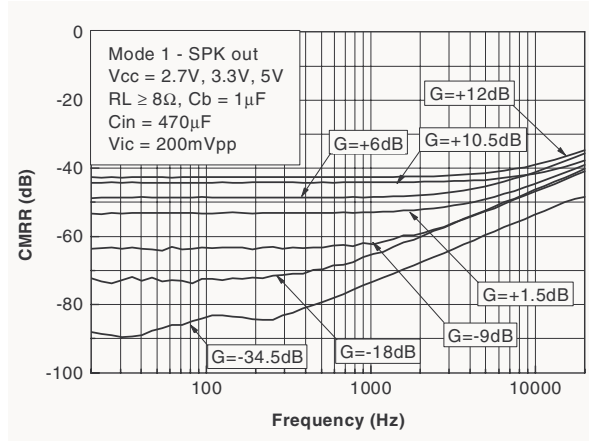 0
-20
-40
-60
-80
-100
CMRR (dB)
Mode 1 - SPK out
Vcc = 2.7V, 3.3V, 5V
RL ≥ 8Ω, Cb = 1µF
Cin = 470µF
Vic = 200mVpp
G=+12dB
G=+6dB
G=+10.5dB
G=+1.5dB
G=-9dB
G=-18dB
G=-34.5dB
100
1000
10000
Frequency (Hz)